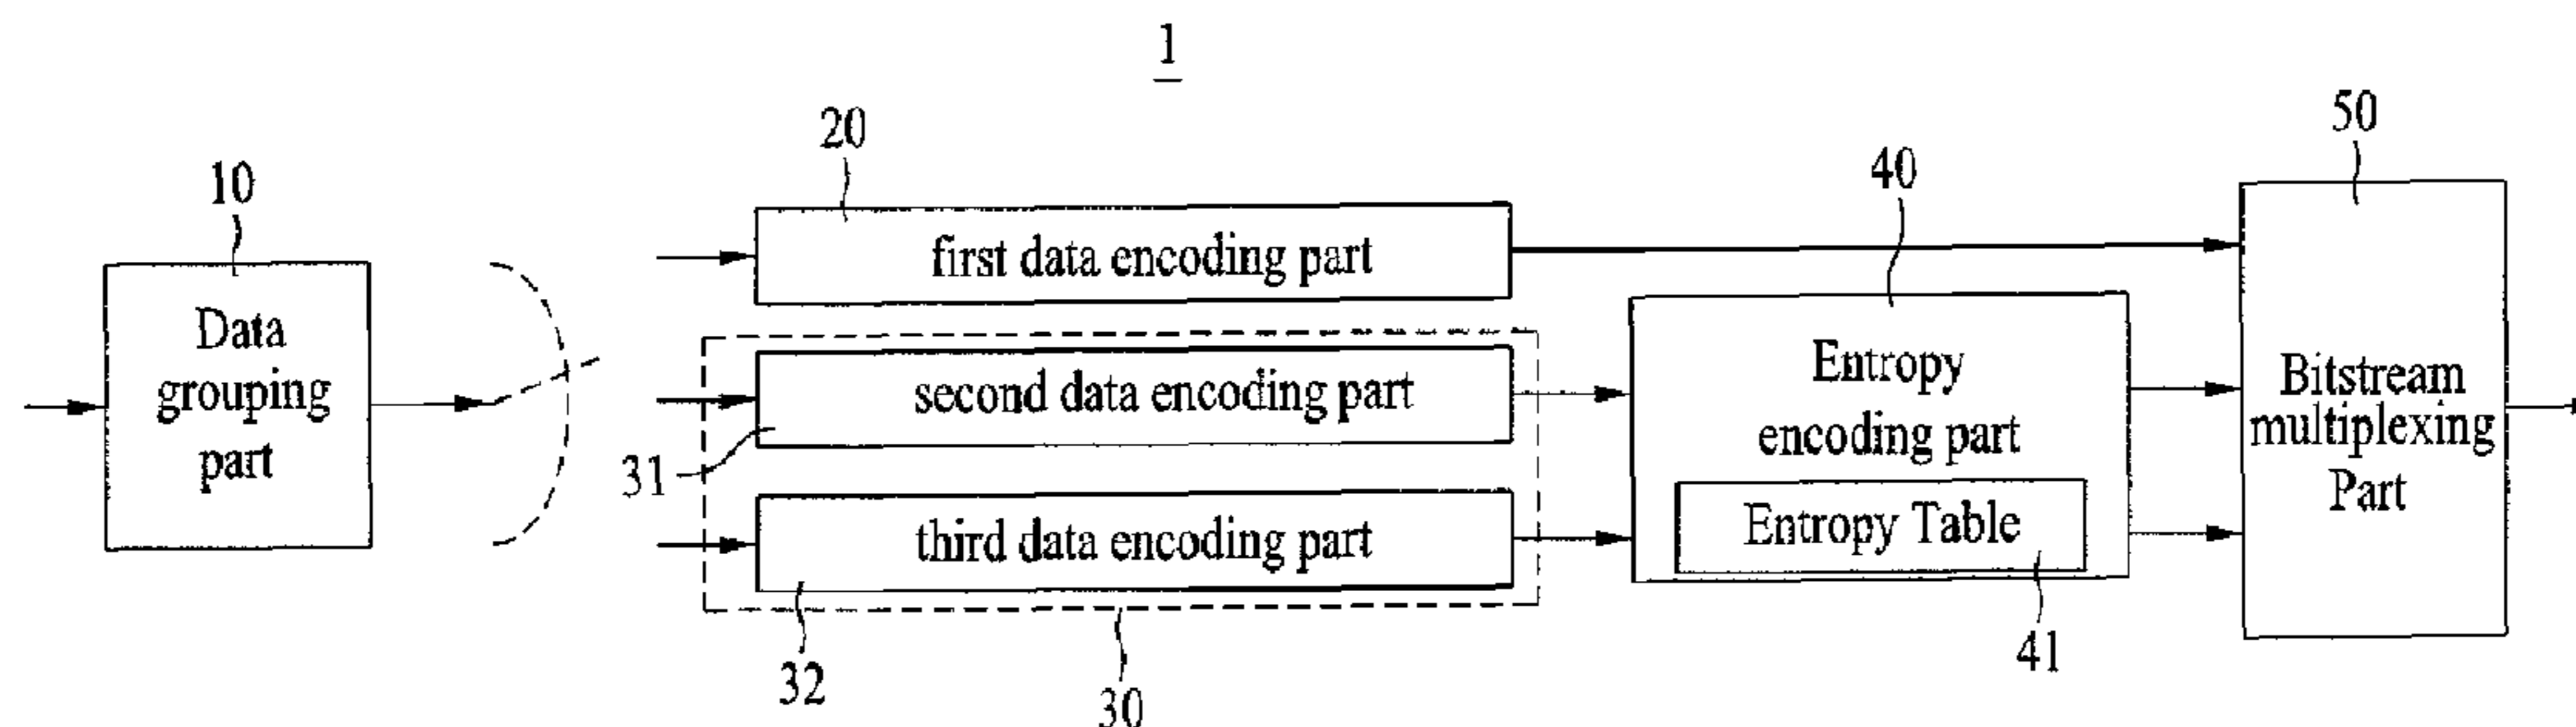 1
10
Data
grouping
part
20
first data encoding part
31
second data encoding part
32
third data encoding part
30
40
Entropy
encoding part
Entropy Table
41
50
Bitstream
multiplexing
Part